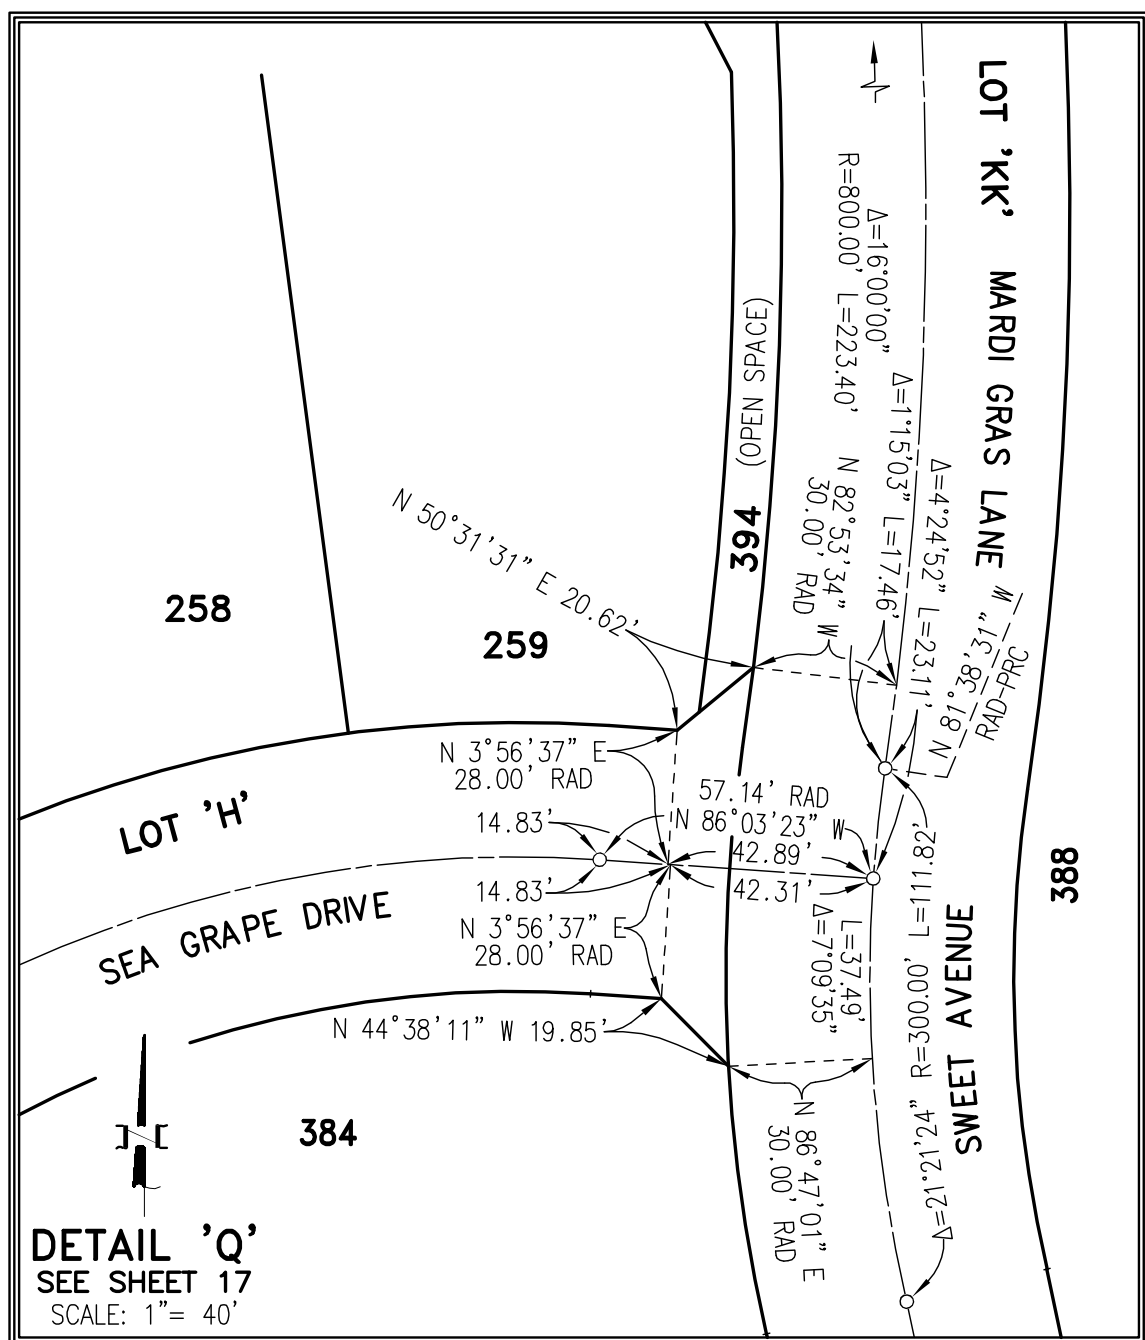 LOT 'KK' MARDI GRAS LANE
Δ=16°00'00"
R=800.00' L=223.40'
Δ=1°15'03" L=17.46'
Δ=4°24'52" L=23.11'
N 82°53'34" W
30.00' RAD
N 81°38'31" W
RAD-PRC
394 (OPEN SPACE)
N 50°31'31" E 20.62'
258
259
N 3°56'37" E
28.00' RAD
57.14' RAD
N 86°03'23" W
14.83'
42.89'
LOT 'H'
14.83'
42.31'
388
SEA GRAPE DRIVE
N 3°56'37" E
28.00' RAD
L=37.49'
Δ=7°09'35"
Δ=21°21'24" R=300.00' L=111.82'
SWEET AVENUE
N 44°38'11" W 19.85'
384
N 86°47'01" E
30.00' RAD
DETAIL 'Q'
SEE SHEET 17
SCALE: 1"= 40'